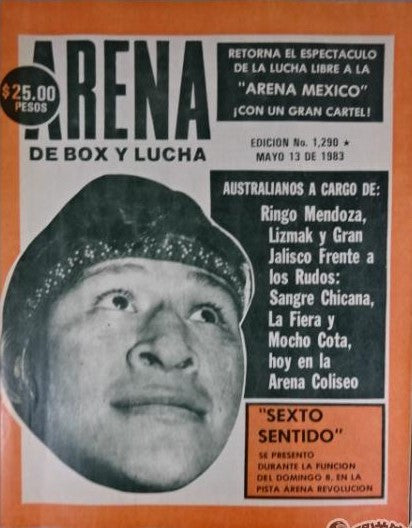 ARENA
DE BOX Y LUCHA
$25.00
PESOS
RETORNA EL ESPECTACULO
DE LA LUCHA LIBRE A LA
"ARENA MEXICO"
¡CON UN GRAN CARTEL!
EDICION No. 1,290 ★
MAYO 13 DE 1983
AUSTRALIANOS A CARGO DE:
Ringo Mendoza,
Lizmak y Gran
Jalisco Frente a
los Rudos:
Sangre Chicana,
La Fiera y
Mocho Cota,
hoy en la
Arena Coliseo
"SEXTO
SENTIDO"
SE PRESENTO
DURANTE LA FUNCION
DEL DOMINGO 8, EN LA
PISTA ARENA REVOLUCION